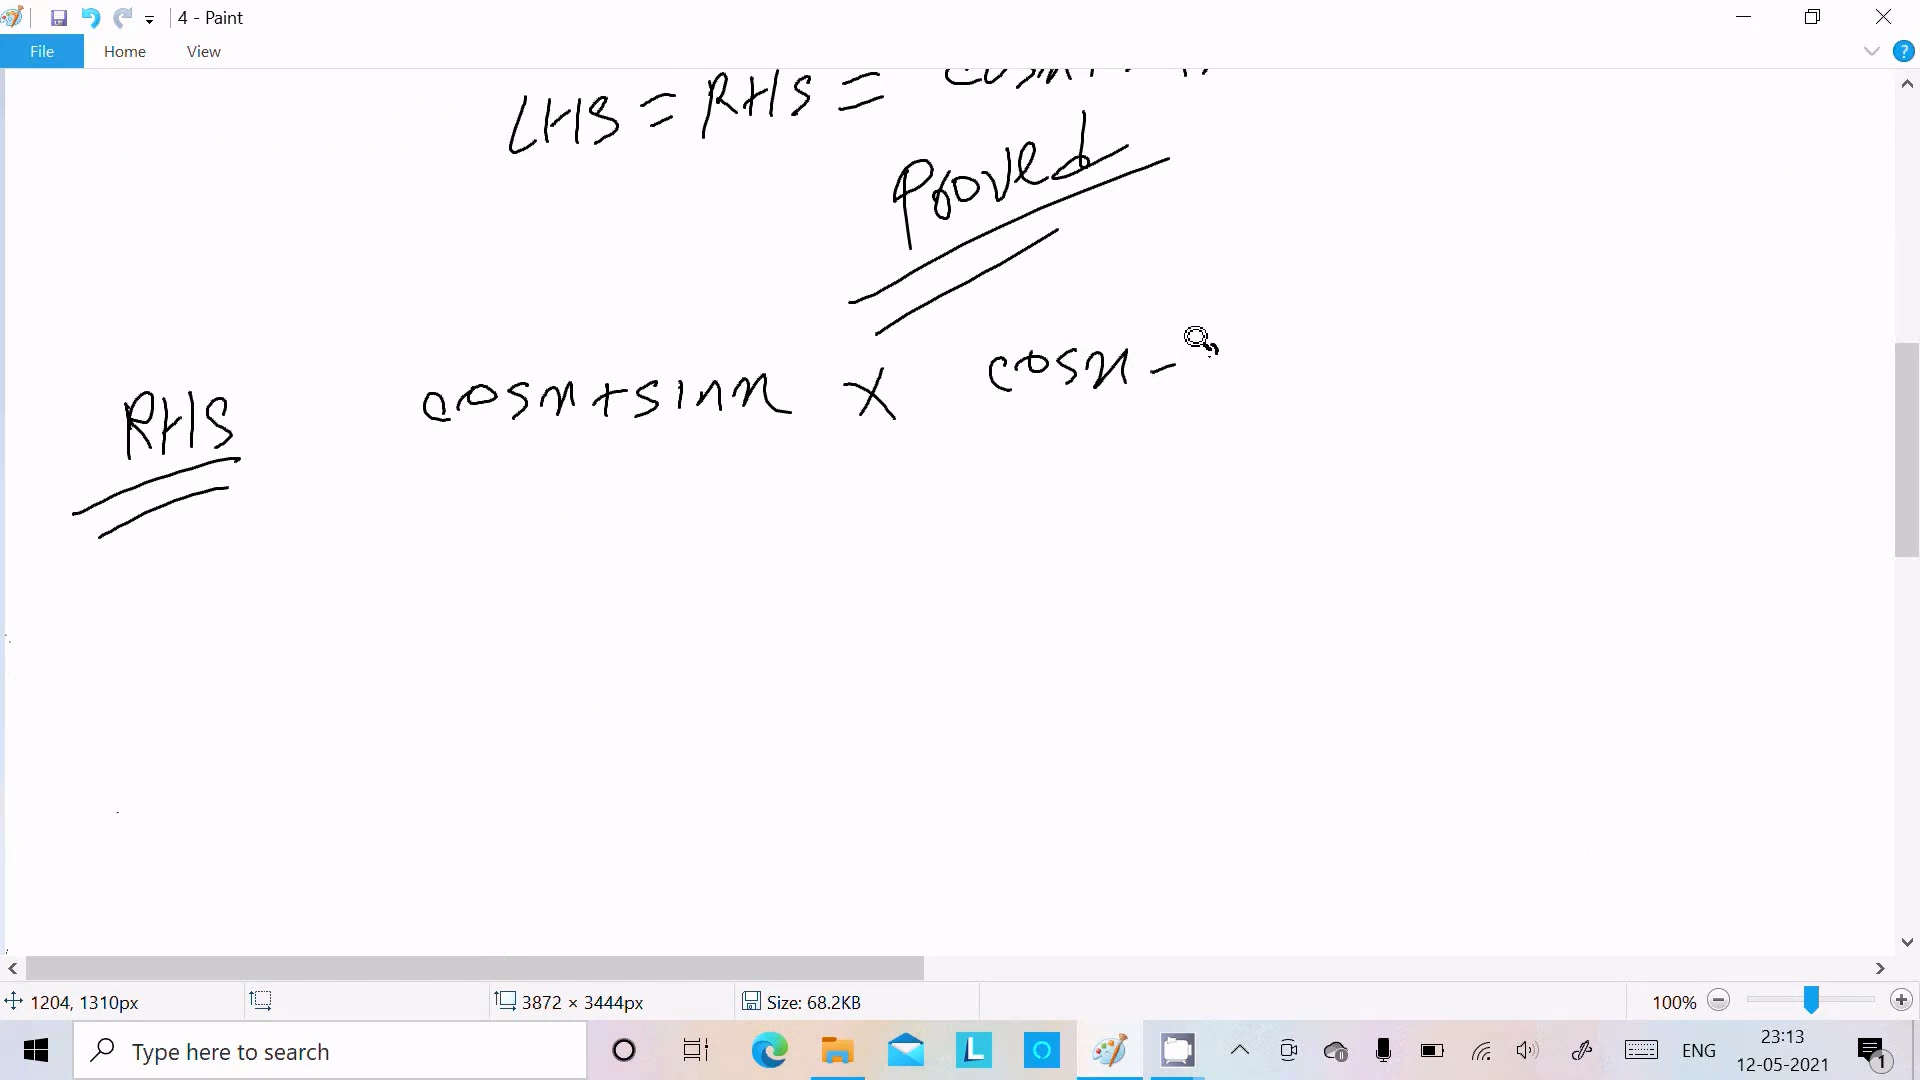 4 - Paint
File Home View
LHS = RHS =
Proved
RHS cosx+sinx X cosx -
1204, 1310px 3872 × 3444px Size: 68.2KB 100%
Type here to search ENG 23:13
12-05-2021 1